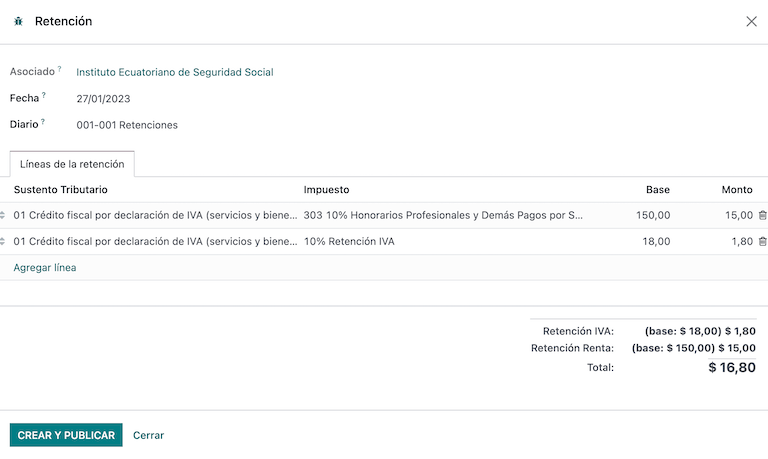 Retención
Asociado ? Instituto Ecuatoriano de Seguridad Social
Fecha ? 27/01/2023
Diario ? 001-001 Retenciones
Líneas de la retención
Sustento Tributario Impuesto Base Monto
01 Crédito fiscal por declaración de IVA (servicios y biene... 303 10% Honorarios Profesionales y Demás Pagos por S... 150,00 15,00
01 Crédito fiscal por declaración de IVA (servicios y biene... 10% Retención IVA 18,00 1,80
Agregar línea
Retención IVA: (base: $ 18,00) $ 1,80
Retención Renta: (base: $ 150,00) $ 15,00
Total: $ 16,80
CREAR Y PUBLICAR Cerrar